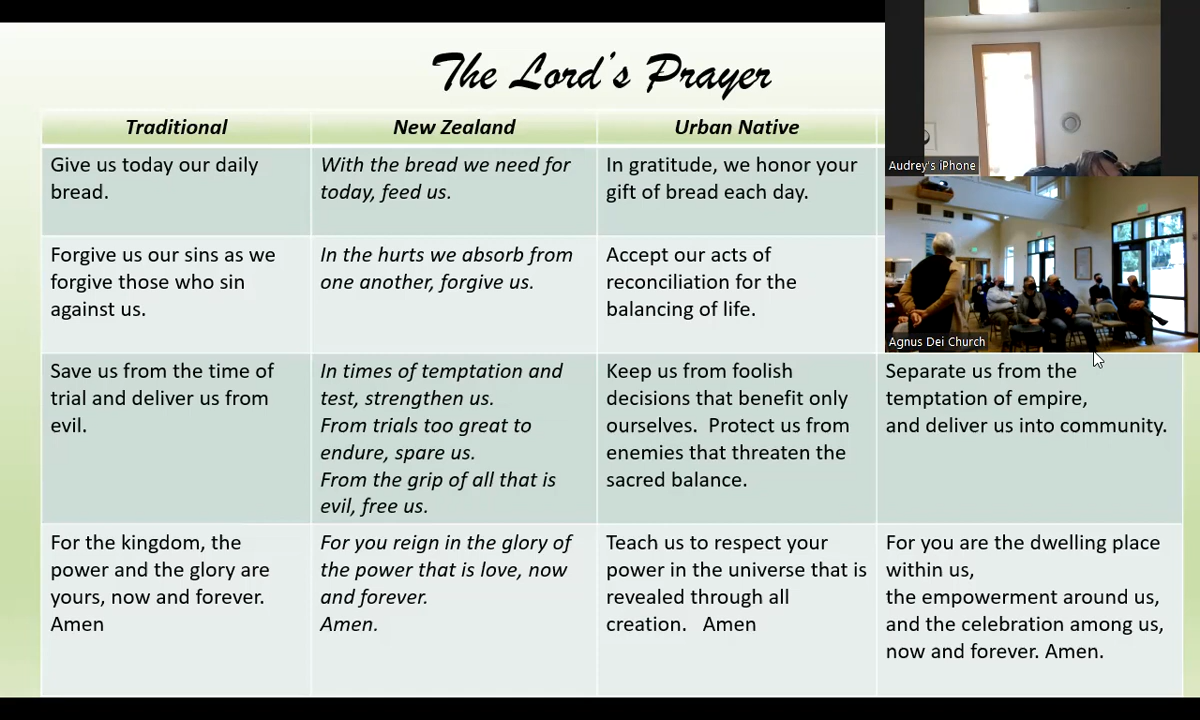 The Lord's Prayer
Traditional
New Zealand
Urban Native
Give us today our daily
bread.
With the bread we need for
today, feed us.
In gratitude, we honor your
gift of bread each day.
Forgive us our sins as we
forgive those who sin
against us.
In the hurts we absorb from
one another, forgive us.
Accept our acts of
reconciliation for the
balancing of life.
Save us from the time of
trial and deliver us from
evil.
In times of temptation and
test, strengthen us.
From trials too great to
endure, spare us.
From the grip of all that is
evil, free us.
Keep us from foolish
decisions that benefit only
ourselves.  Protect us from
enemies that threaten the
sacred balance.
Separate us from the
temptation of empire,
and deliver us into community.
For the kingdom, the
power and the glory are
yours, now and forever.
Amen
For you reign in the glory of
the power that is love, now
and forever.
Amen.
Teach us to respect your
power in the universe that is
revealed through all
creation.   Amen
For you are the dwelling place
within us,
the empowerment around us,
and the celebration among us,
now and forever. Amen.
Audrey's iPhone
Agnus Dei Church